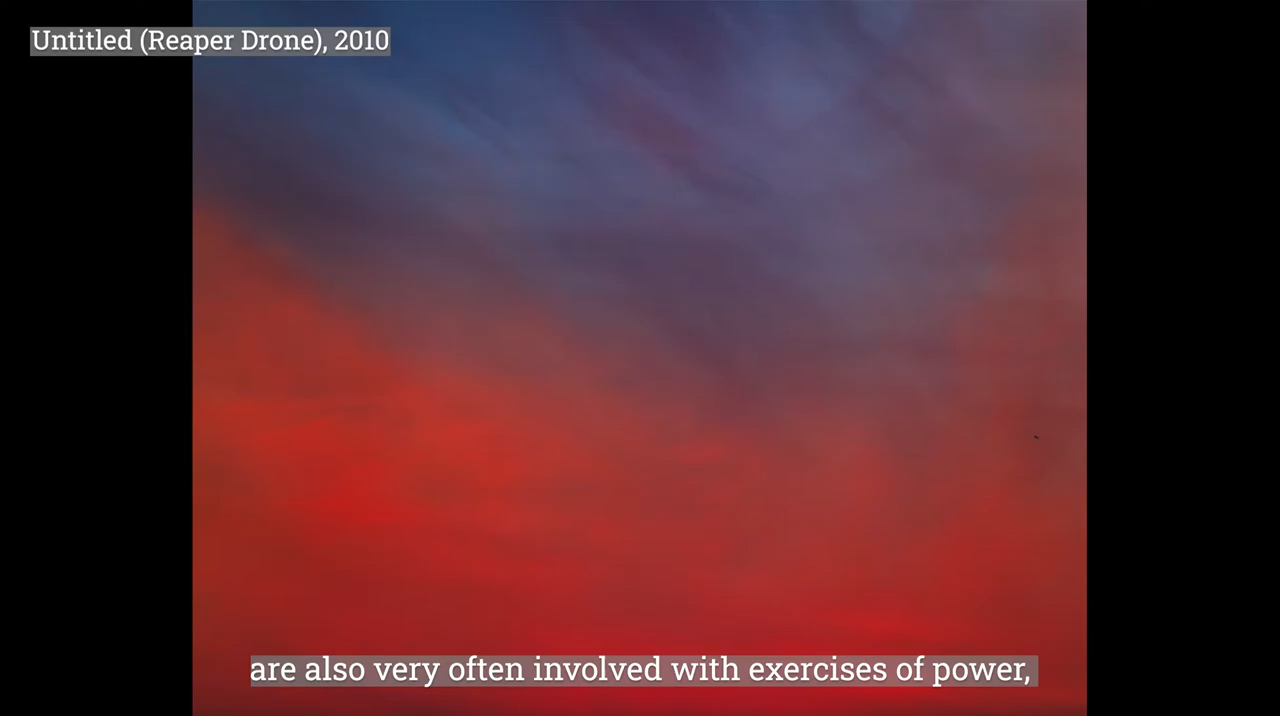 Untitled (Reaper Drone), 2010
are also very often involved with exercises of power,